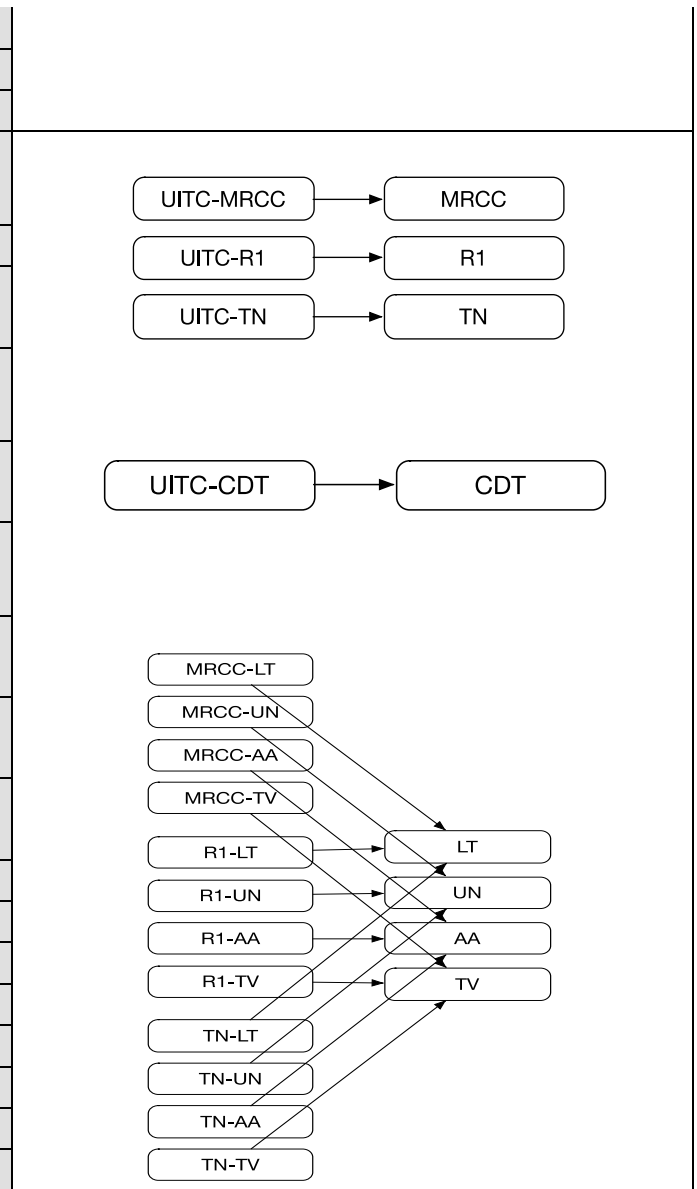 UITC-MRCC MRCC
UITC-R1 R1
UITC-TN TN
UITC-CDT CDT
MRCC-LT
MRCC-UN
MRCC-AA
MRCC-TV
R1-LT LT
R1-UN UN
R1-AA AA
R1-TV TV
TN-LT
TN-UN
TN-AA
TN-TV